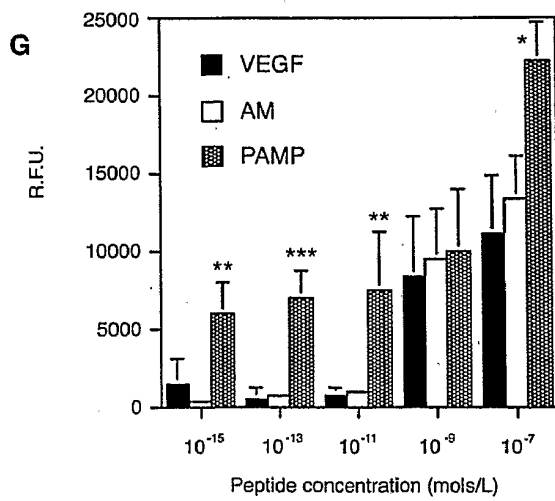 G
R.F.U.
25000
20000
15000
10000
5000
0
VEGF
AM
PAMP
**
***
**
*
10-15
10-13
10-11
10-9
10-7
Peptide concentration (mols/L)